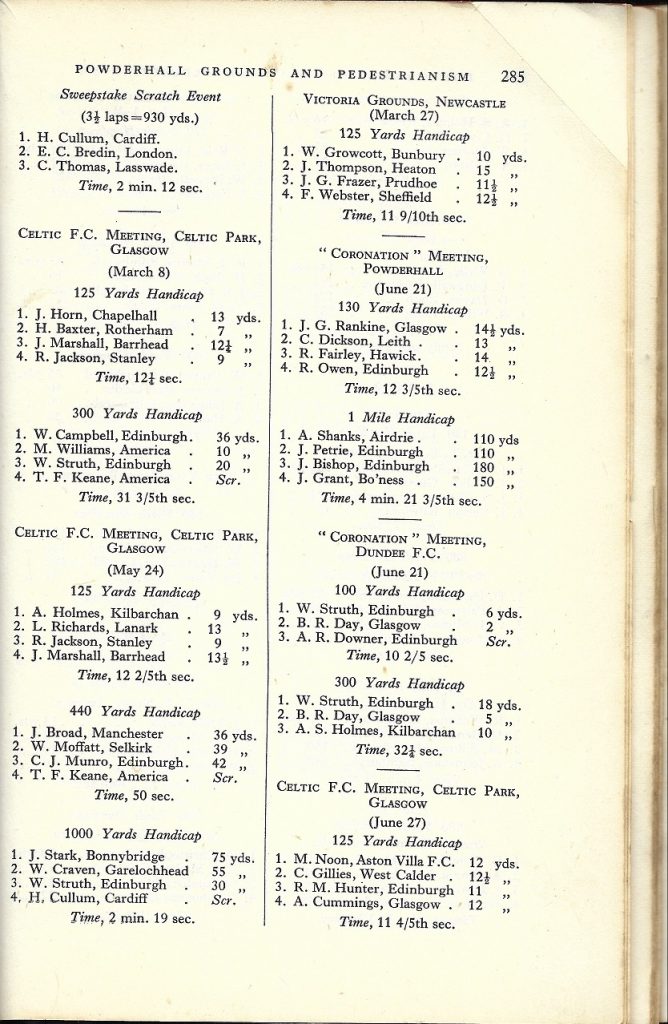 POWDERHALL GROUNDS AND PEDESTRIANISM 285
Sweepstake Scratch Event
(3½ laps=930 yds.)
1. H. Cullum, Cardiff.
2. E. C. Bredin, London.
3. C. Thomas, Lasswade.
Time, 2 min. 12 sec.
CELTIC F.C. MEETING, CELTIC PARK,
GLASGOW
(March 8)
125 Yards Handicap
1. J. Horn, Chapelhall . 13 yds.
2. H. Baxter, Rotherham . 7 „
3. J. Marshall, Barrhead . 12¼ „
4. R. Jackson, Stanley . 9 „
Time, 12¼ sec.
300 Yards Handicap
1. W. Campbell, Edinburgh. 36 yds.
2. M. Williams, America . 10 „
3. W. Struth, Edinburgh . 20 „
4. T. F. Keane, America . Scr.
Time, 31 3/5th sec.
CELTIC F.C. MEETING, CELTIC PARK,
GLASGOW
(May 24)
125 Yards Handicap
1. A. Holmes, Kilbarchan . 9 yds.
2. L. Richards, Lanark . 13 „
3. R. Jackson, Stanley . 9 „
4. J. Marshall, Barrhead . 13½ „
Time, 12 2/5th sec.
440 Yards Handicap
1. J. Broad, Manchester . 36 yds.
2. W. Moffatt, Selkirk . 39 „
3. C. J. Munro, Edinburgh. 42 „
4. T. F. Keane, America . Scr.
Time, 50 sec.
1000 Yards Handicap
1. J. Stark, Bonnybridge . 75 yds.
2. W. Craven, Garelochhead 55 „
3. W. Struth, Edinburgh . 30 „
4. H. Cullum, Cardiff . Scr.
Time, 2 min. 19 sec.
VICTORIA GROUNDS, NEWCASTLE
(March 27)
125 Yards Handicap
1. W. Growcott, Bunbury . 10 yds.
2. J. Thompson, Heaton . 15 „
3. J. G. Frazer, Prudhoe . 11½ „
4. F. Webster, Sheffield . 12½ „
Time, 11 9/10th sec.
“ CORONATION ” MEETING,
POWDERHALL
(June 21)
130 Yards Handicap
1. J. G. Rankine, Glasgow . 14½ yds.
2. C. Dickson, Leith . . 13 „
3. R. Fairley, Hawick. . 14 „
4. R. Owen, Edinburgh . 12½ „
Time, 12 3/5th sec.
1 Mile Handicap
1. A. Shanks, Airdrie . . 110 yds
2. J. Petrie, Edinburgh . 110 „
3. J. Bishop, Edinburgh . 180 „
4. J. Grant, Bo'ness . . 150 „
Time, 4 min. 21 3/5th sec.
“ CORONATION ” MEETING,
DUNDEE F.C.
(June 21)
100 Yards Handicap
1. W. Struth, Edinburgh . 6 yds.
2. B. R. Day, Glasgow . 2 „
3. A. R. Downer, Edinburgh Scr.
Time, 10 2/5 sec.
300 Yards Handicap
1. W. Struth, Edinburgh . 18 yds.
2. B. R. Day, Glasgow . 5 „
3. A. S. Holmes, Kilbarchan 10 „
Time, 32¼ sec.
CELTIC F.C. MEETING, CELTIC PARK,
GLASGOW
(June 27)
125 Yards Handicap
1. M. Noon, Aston Villa F.C. 12 yds.
2. C. Gillies, West Calder . 12½ „
3. R. M. Hunter, Edinburgh 11 „
4. A. Cummings, Glasgow . 12 „
Time, 11 4/5th sec.